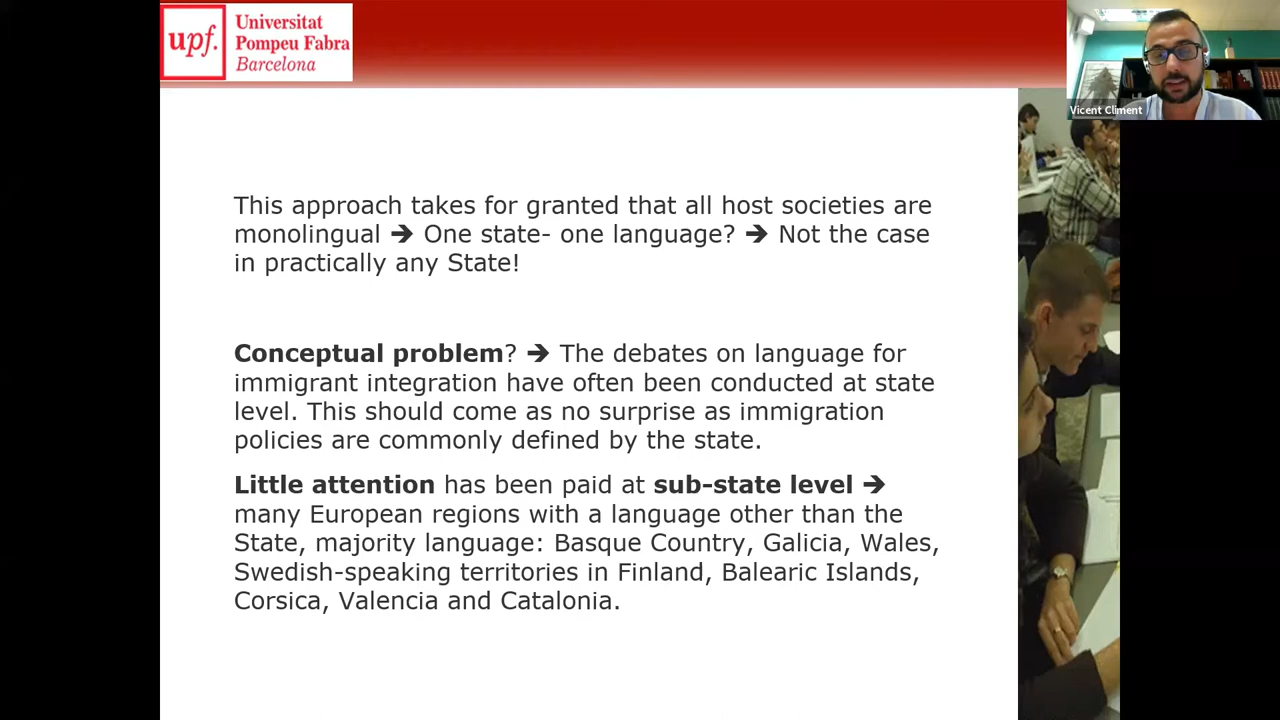 upf.
Universitat
Pompeu Fabra
Barcelona
Vicent Climent
This approach takes for granted that all host societies are
monolingual ➔ One state- one language? ➔ Not the case
in practically any State!
Conceptual problem? ➔ The debates on language for
immigrant integration have often been conducted at state
level. This should come as no surprise as immigration
policies are commonly defined by the state.
Little attention has been paid at sub-state level ➔
many European regions with a language other than the
State, majority language: Basque Country, Galicia, Wales,
Swedish-speaking territories in Finland, Balearic Islands,
Corsica, Valencia and Catalonia.